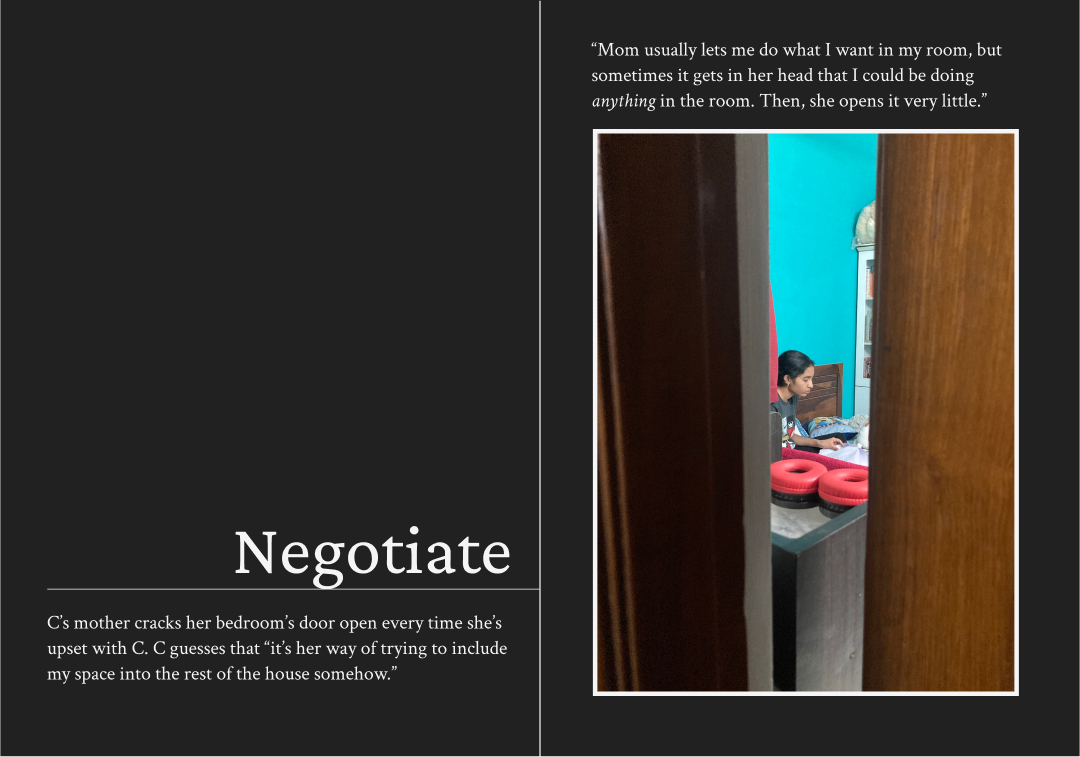 Negotiate
C’s mother cracks her bedroom’s door open every time she’s
upset with C. C guesses that “it’s her way of trying to include
my space into the rest of the house somehow.”
“Mom usually lets me do what I want in my room, but
sometimes it gets in her head that I could be doing
anything in the room. Then, she opens it very little.”